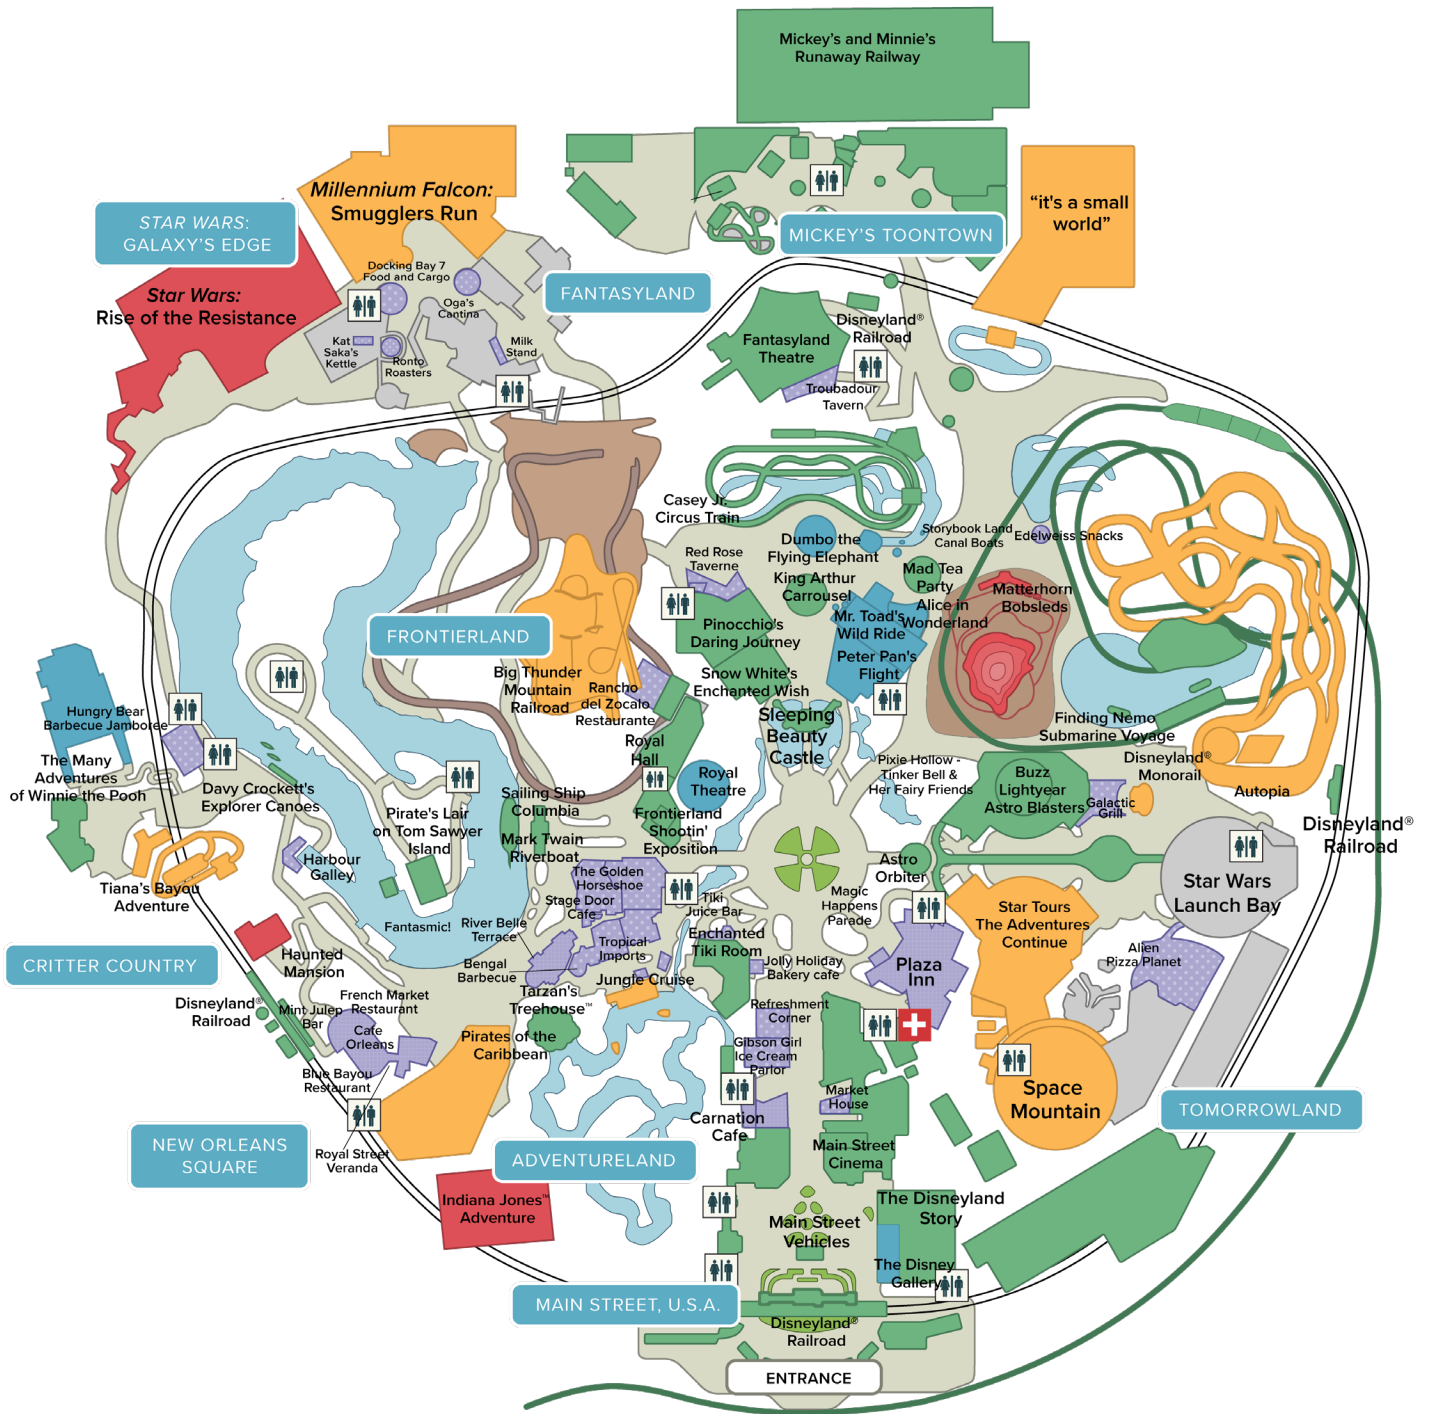 Mickey's and Minnie's
Runaway Railway
Millennium Falcon:
Smugglers Run
"it's a small
world"
STAR WARS:
GALAXY'S EDGE
MICKEY'S TOONTOWN
Docking Bay 7
Food and Cargo
FANTASYLAND
Star Wars:
Rise of the Resistance
Oga's
Cantina
Disneyland®
Railroad
Kat
Saka's
Kettle
Ronto
Roasters
Milk
Stand
Fantasyland
Theatre
Troubadour
Tavern
Casey Jr.
Circus Train
Dumbo the
Flying Elephant
Storybook Land
Canal Boats
Edelweiss Snacks
Red Rose
Taverne
King Arthur
Carrousel
Mad Tea
Party
Matterhorn
Bobsleds
Alice in
Wonderland
Mr. Toad's
Wild Ride
FRONTIERLAND
Pinocchio's
Daring Journey
Peter Pan's
Flight
Big Thunder
Mountain
Railroad
Rancho
del Zocalo
Restaurante
Snow White's
Enchanted Wish
Sleeping
Beauty
Castle
Hungry Bear
Barbecue Jamboree
Finding Nemo
Submarine Voyage
Royal
Hall
The Many
Adventures
of Winnie the Pooh
Pixie Hollow -
Tinker Bell &
Her Fairy Friends
Buzz
Lightyear
Astro Blasters
Disneyland®
Monorail
Royal
Theatre
Davy Crockett's
Explorer Canoes
Sailing Ship
Columbia
Galactic
Grill
Autopia
Pirate's Lair
on Tom Sawyer
Island
Frontierland
Shootin'
Exposition
Disneyland®
Railroad
Mark Twain
Riverboat
Harbour
Galley
Astro
Orbiter
The Golden
Horseshoe
Star Wars
Launch Bay
Tiana's Bayou
Adventure
Stage Door
Cafe
Tiki
Juice Bar
Magic
Happens
Parade
Star Tours
The Adventures
Continue
Fantasmic!
River Belle
Terrace
Enchanted
Tiki Room
Tropical
Imports
Alien
Pizza Planet
CRITTER COUNTRY
Haunted
Mansion
Bengal
Barbecue
Jolly Holiday
Bakery cafe
Plaza
Inn
Jungle Cruise
Tarzan's
Treehouse™
Disneyland®
Railroad
French Market
Restaurant
Mint Julep
Bar
Refreshment
Corner
Cafe
Orleans
Pirates of the
Caribbean
Gibson Girl
Ice Cream
Parlor
Blue Bayou
Restaurant
Space
Mountain
Market
House
TOMORROWLAND
Carnation
Cafe
NEW ORLEANS
SQUARE
Royal Street
Veranda
ADVENTURELAND
Main Street
Cinema
Indiana Jones™
Adventure
The Disneyland
Story
Main Street
Vehicles
The Disney
Gallery
MAIN STREET, U.S.A.
Disneyland®
Railroad
ENTRANCE